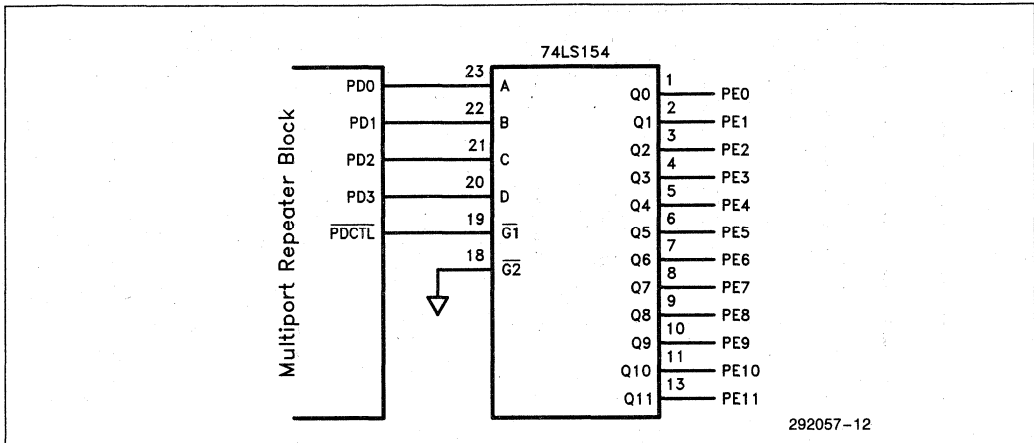 74LS154
Multiport Repeater Block
PD0 23 A
PD1 22 B
PD2 21 C
PD3 20 D
PDCTL 19 G1
18 G2
Q0 1 PE0
Q1 2 PE1
Q2 3 PE2
Q3 4 PE3
Q4 5 PE4
Q5 6 PE5
Q6 7 PE6
Q7 8 PE7
Q8 9 PE8
Q9 10 PE9
Q10 11 PE10
Q11 13 PE11
292057-12